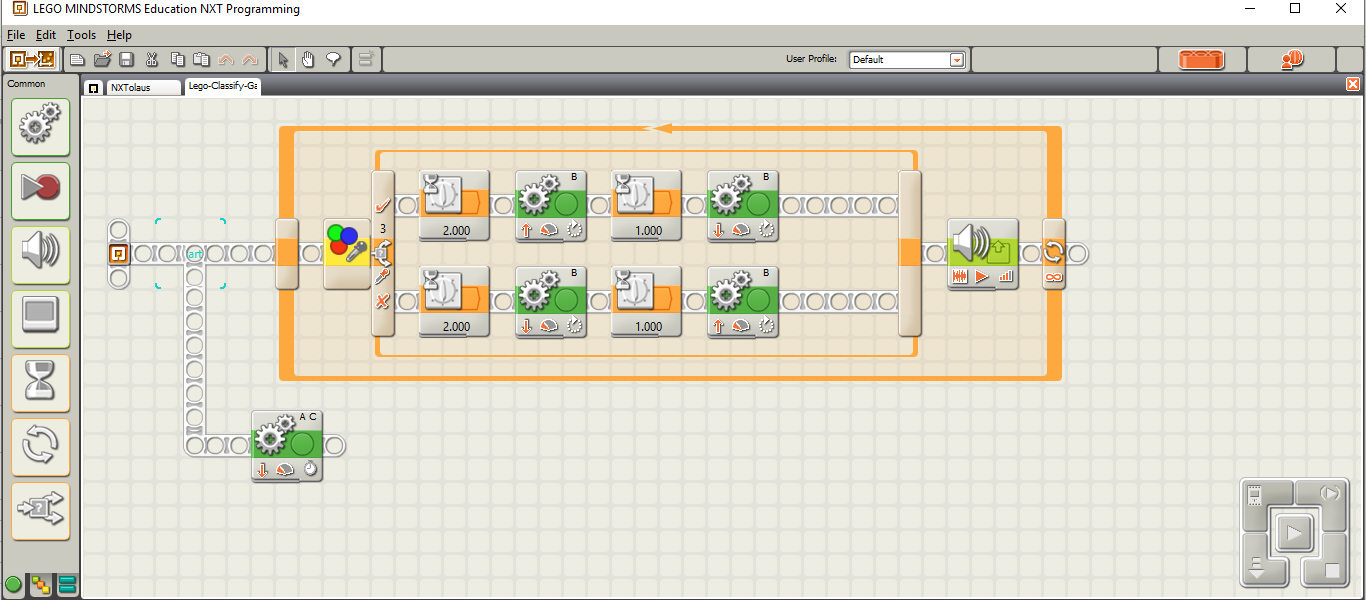 LEGO MINDSTORMS Education NXT Programming
File Edit Tools Help
User Profile: Default
Common
NXTolaus
Lego-Classify-Ga
B B
3
2.000 1.000
art
B B
2.000 1.000
A C